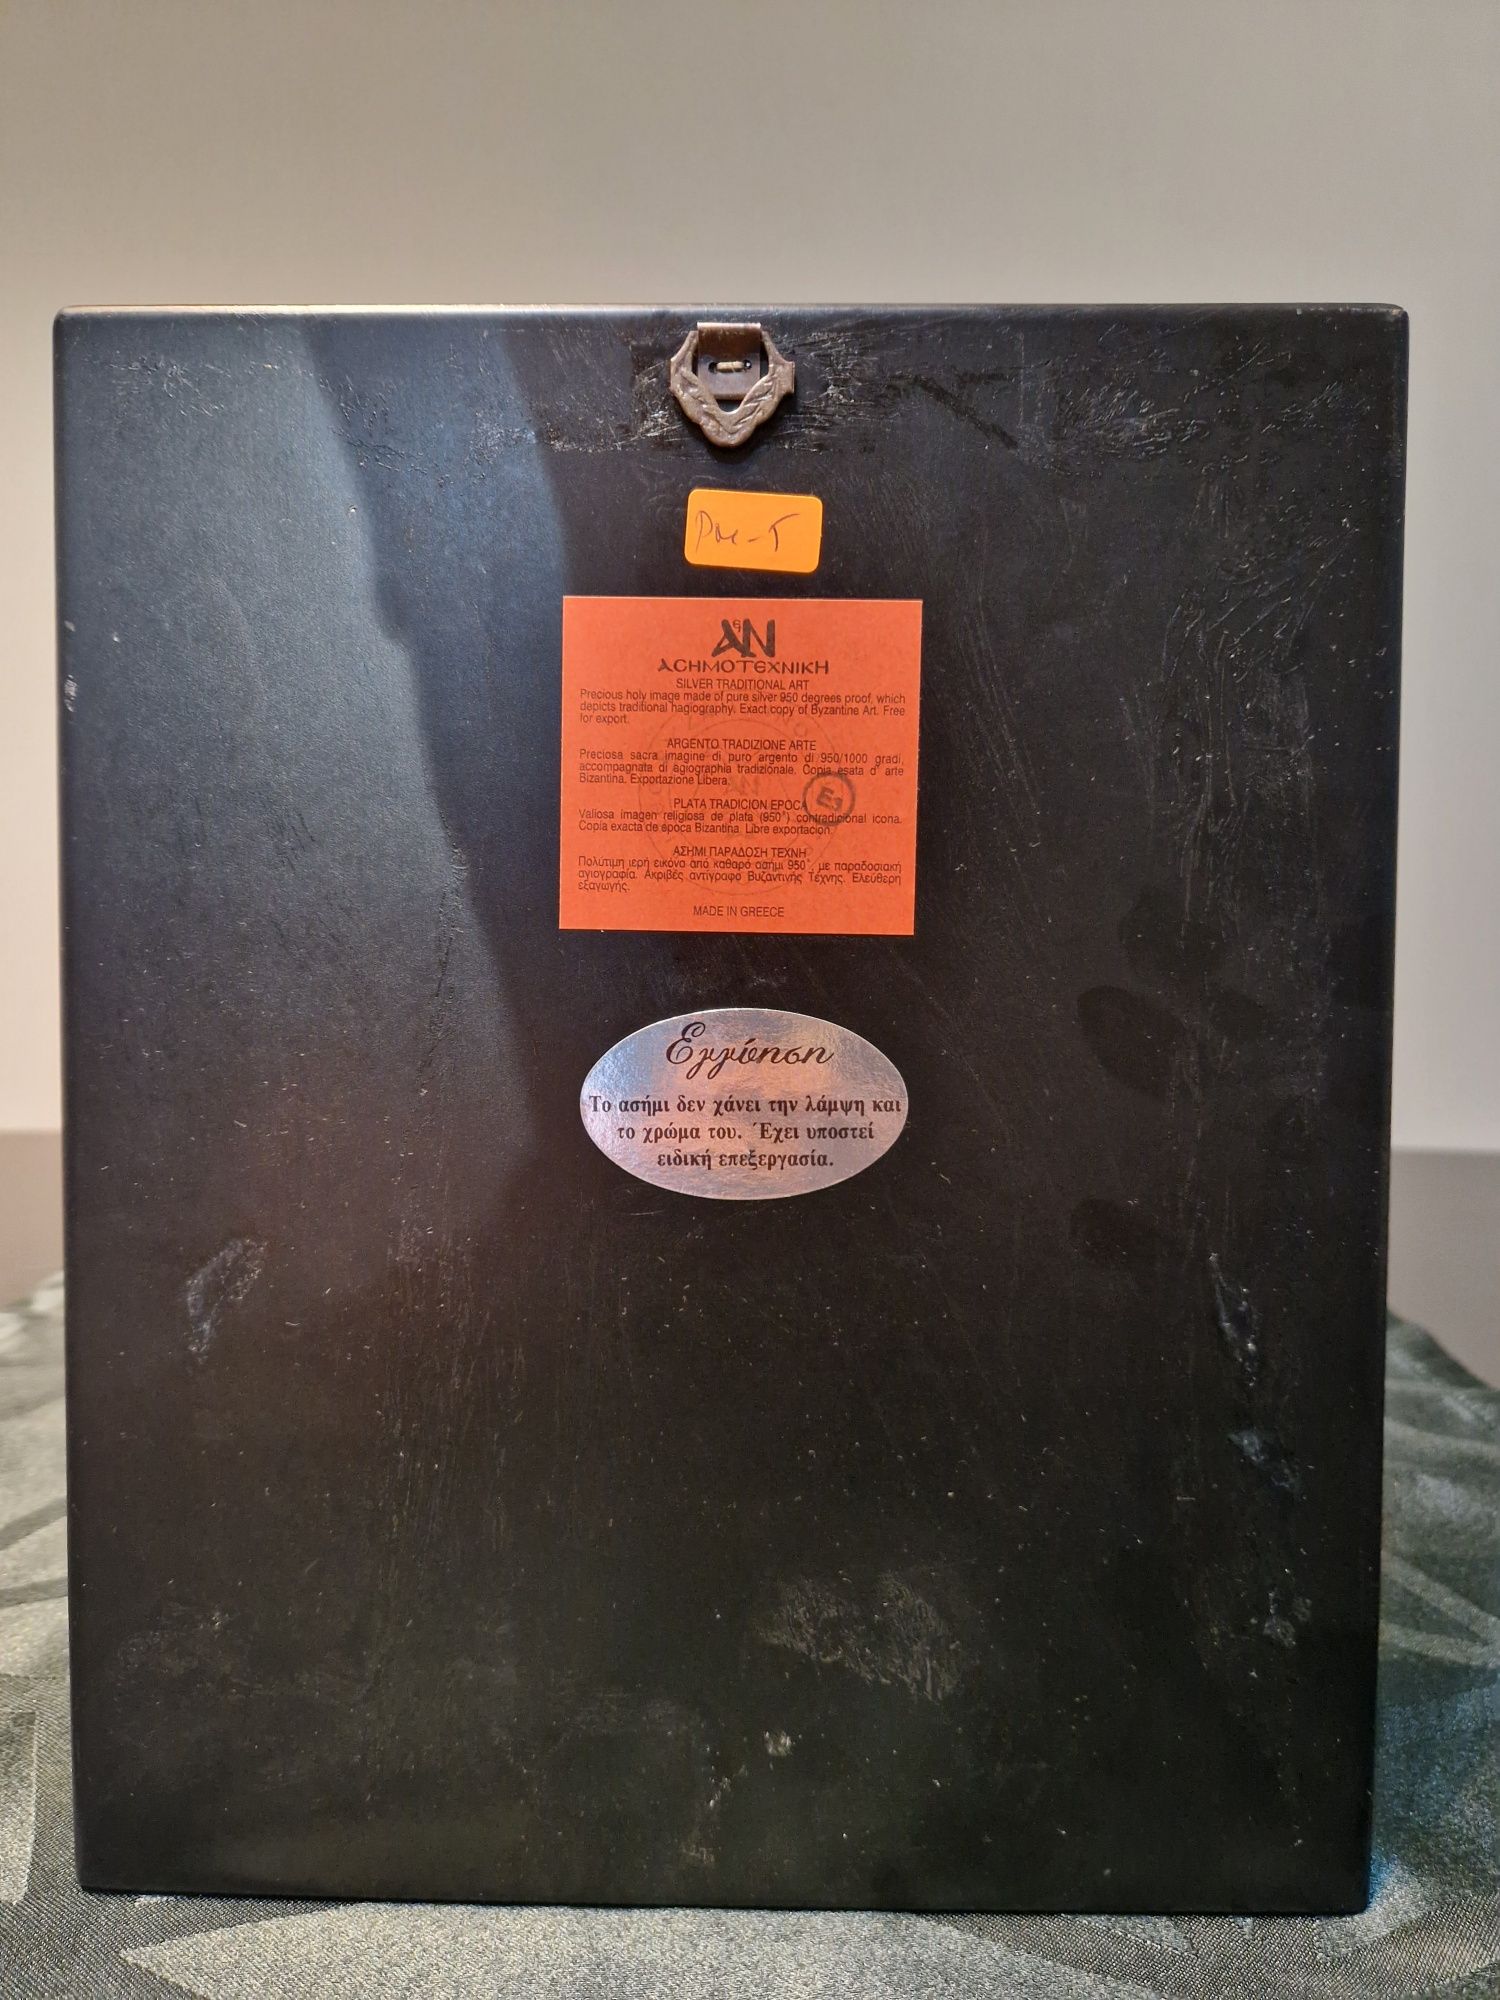 ΑΝ
ΑCHMOTEXNIKH
SILVER TRADITIONAL ART
Precious holy image made of pure silver 950 degrees proof, which
depicts traditional hagiography. Exact copy of Byzantine Art. Free
for export.
ARGENTO TRADIZIONE ARTE
Preciosa sacra imagine di puro argento di 950/1000 gradi,
accompagnata di agiographia tradizionale. Copia esata d' arte
Bizantina. Exportazione Libera.
PLATA TRADICION EPOCA
Valiosa imagen religiosa de plata (950°) contradicional icona.
Copia exacta de epoca Bizantina. Libre exportacion.
ΑΣΗΜΙ ΠΑΡΑΔΟΣΗ ΤΕΧΝΗ
Πολύτιμη ιερή εικόνα από καθαρό ασήμι 950°, με παραδοσιακή
αγιογραφία. Ακριβές αντίγραφο Βυζαντινής Τέχνης. Ελεύθερη
εξαγωγής.
MADE IN GREECE
Εγγύηση
Το ασήμι δεν χάνει την λάμψη και
το χρώμα του. Έχει υποστεί
ειδική επεξεργασία.